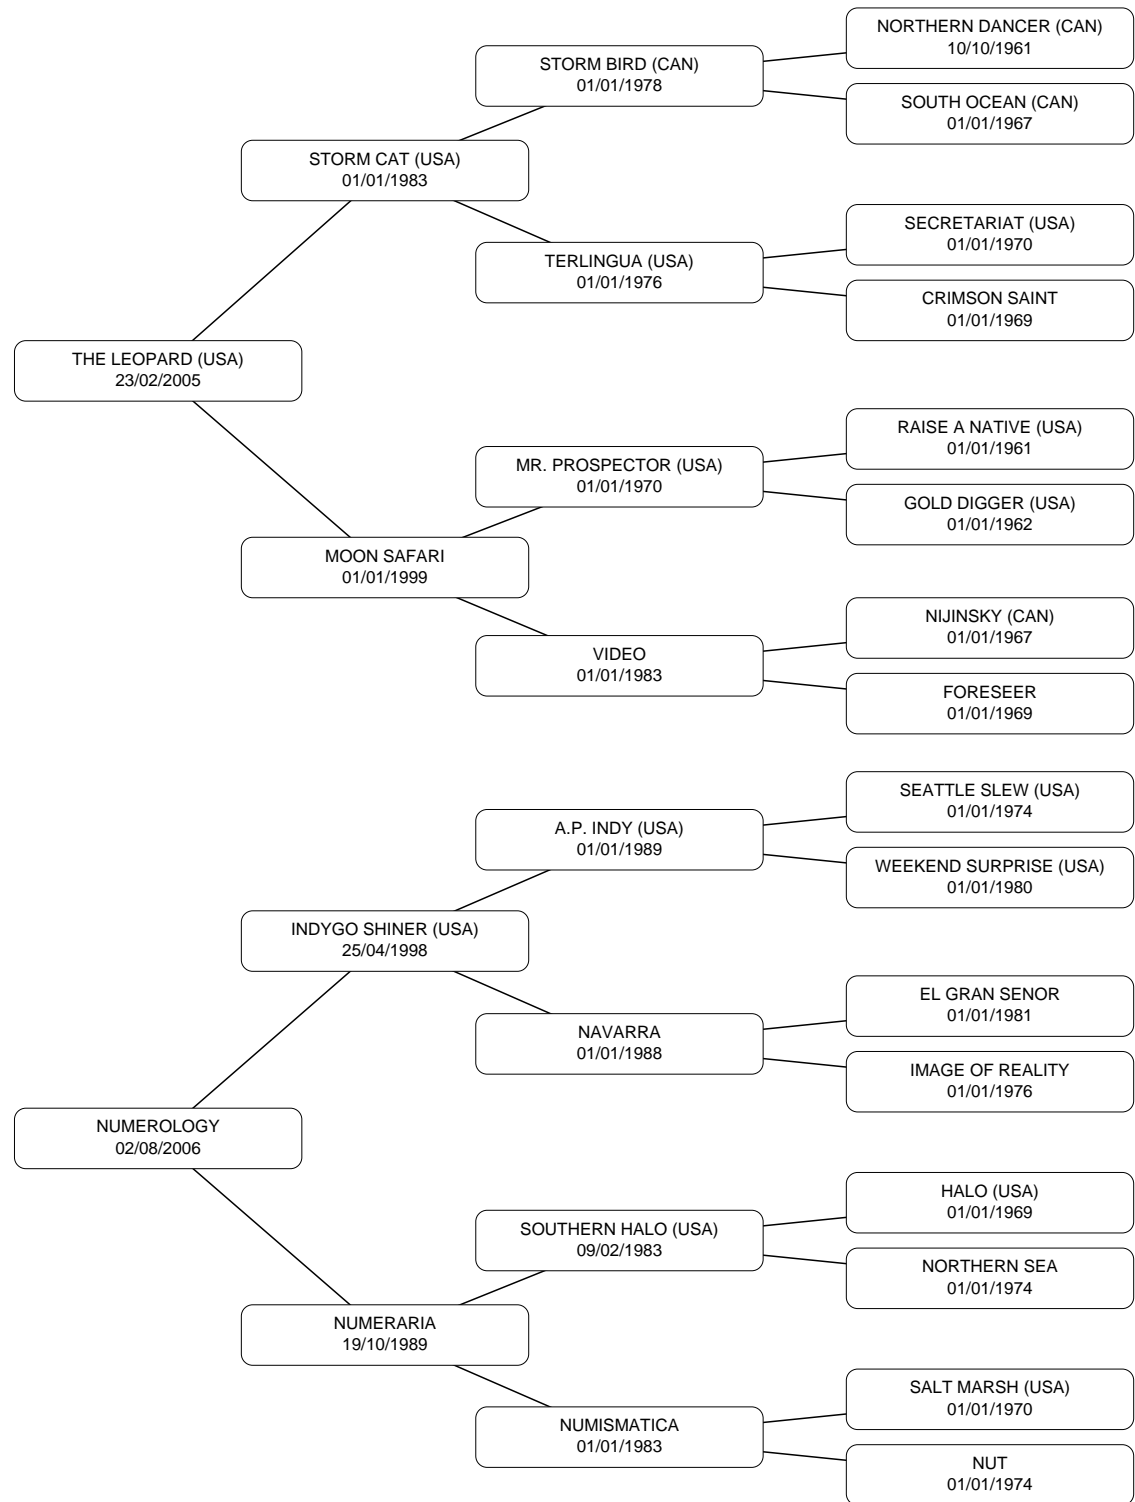 NORTHERN DANCER (CAN)
10/10/1961
STORM BIRD (CAN)
01/01/1978
SOUTH OCEAN (CAN)
01/01/1967
STORM CAT (USA)
01/01/1983
SECRETARIAT (USA)
01/01/1970
TERLINGUA (USA)
01/01/1976
CRIMSON SAINT
01/01/1969
THE LEOPARD (USA)
23/02/2005
RAISE A NATIVE (USA)
01/01/1961
MR. PROSPECTOR (USA)
01/01/1970
GOLD DIGGER (USA)
01/01/1962
MOON SAFARI
01/01/1999
NIJINSKY (CAN)
01/01/1967
VIDEO
01/01/1983
FORESEER
01/01/1969
SEATTLE SLEW (USA)
01/01/1974
A.P. INDY (USA)
01/01/1989
WEEKEND SURPRISE (USA)
01/01/1980
INDYGO SHINER (USA)
25/04/1998
EL GRAN SENOR
01/01/1981
NAVARRA
01/01/1988
IMAGE OF REALITY
01/01/1976
NUMEROLOGY
02/08/2006
HALO (USA)
01/01/1969
SOUTHERN HALO (USA)
09/02/1983
NORTHERN SEA
01/01/1974
NUMERARIA
19/10/1989
SALT MARSH (USA)
01/01/1970
NUMISMATICA
01/01/1983
NUT
01/01/1974